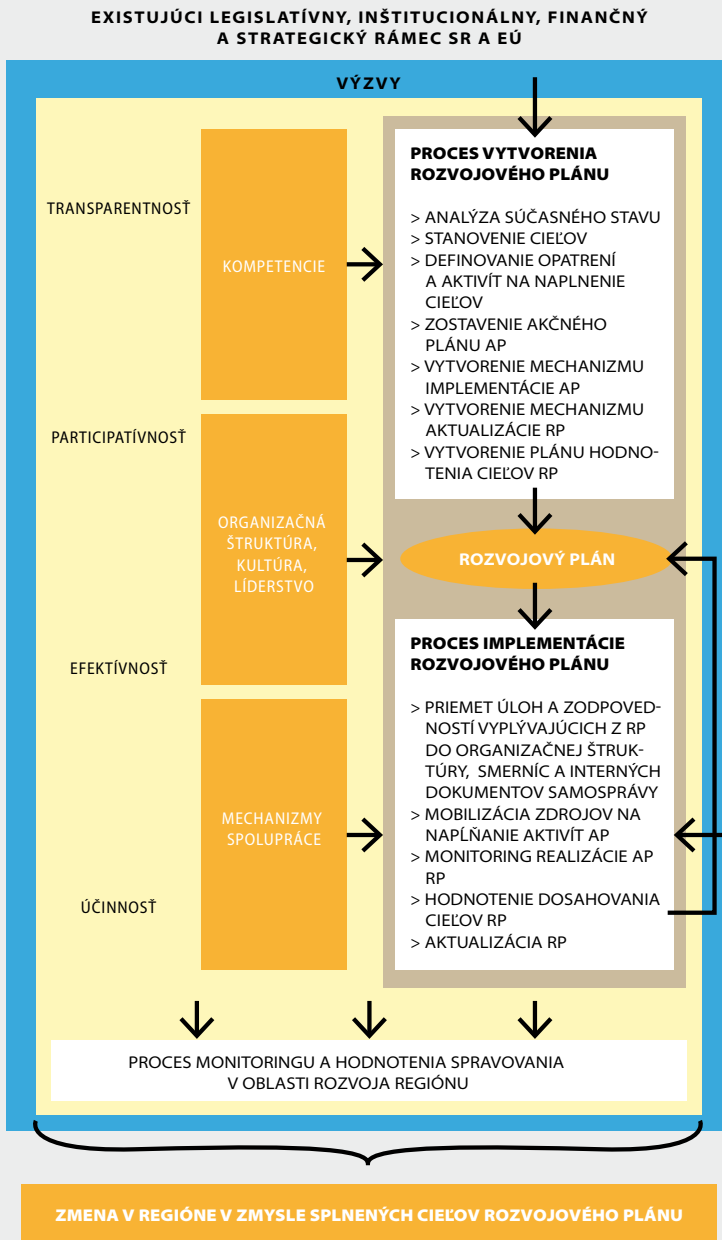 EXISTUJÚCI LEGISLATÍVNY, INŠTITUCIONÁLNY, FINANČNÝ
A STRATEGICKÝ RÁMEC SR A EÚ
VÝZVY
TRANSPARENTNOSŤ
PARTICIPATÍVNOSŤ
EFEKTÍVNOSŤ
ÚČINNOSŤ
KOMPETENCIE
ORGANIZAČNÁ
ŠTRUKTÚRA,
KULTÚRA,
LÍDERSTVO
MECHANIZMY
SPOLUPRÁCE
PROCES VYTVORENIA
ROZVOJOVÉHO PLÁNU
> ANALÝZA SÚČASNÉHO STAVU
> STANOVENIE CIEĽOV
> DEFINOVANIE OPATRENÍ
A AKTIVÍT NA NAPLNENIE
CIEĽOV
> ZOSTAVENIE AKČNÉHO
PLÁNU AP
> VYTVORENIE MECHANIZMU
IMPLEMENTÁCIE AP
> VYTVORENIE MECHANIZMU
AKTUALIZÁCIE RP
> VYTVORENIE PLÁNU HODNO-
TENIA CIEĽOV RP
ROZVOJOVÝ PLÁN
PROCES IMPLEMENTÁCIE
ROZVOJOVÉHO PLÁNU
> PRIEMET ÚLOH A ZODPOVED-
NOSTÍ VYPLÝVAJÚCICH Z RP
DO ORGANIZAČNEJ ŠTRUK-
TÚRY, SMERNÍC A INTERNÝCH
DOKUMENTOV SAMOSPRÁVY
> MOBILIZÁCIA ZDROJOV NA
NAPĹŇANIE AKTIVÍT AP
> MONITORING REALIZÁCIE AP
RP
> HODNOTENIE DOSAHOVANIA
CIEĽOV RP
> AKTUALIZÁCIA RP
PROCES MONITORINGU A HODNOTENIA SPRAVOVANIA
V OBLASTI ROZVOJA REGIÓNU
ZMENA V REGIÓNE V ZMYSLE SPLNENÝCH CIEĽOV ROZVOJOVÉHO PLÁNU